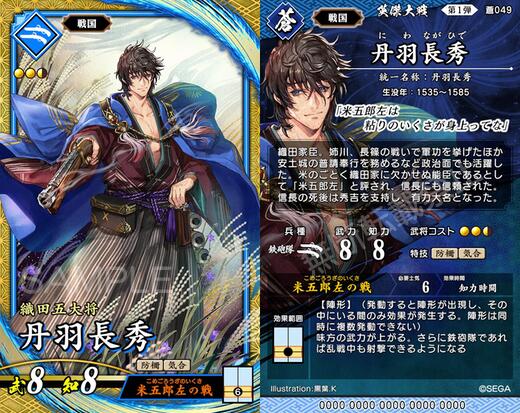 戦国
SAMPLE
織田五大将
丹羽長秀
防柵 気合
武8 知8
こめごろうざのいくさ
米五郎左の戦
6
蒼
戦国
英傑大戦 第1弾 蒼049
にわ ながひで
丹羽長秀
統一名称：丹羽長秀
生没年：1535～1585
「米五郎左は
粘りのいくさが身上ってな」
織田家臣。姉川、長篠の戦いで軍功を挙げたほか
安土城の普請奉行を務めるなど政治面でも活躍し
た。米のごとく織田家に欠かせぬ能臣であるとし
て「米五郎左」と評され、信長にも信頼された。
信長の死後は秀吉を支持し、有力大名となった。
兵種 武力 知力 武将コスト
鉄砲隊 8 8 特技 防柵 気合
こめごろうざのいくさ 必要士気 効果時間
米五郎左の戦 6 知力時間
効果範囲
【陣形】（発動すると陣形が出現し、その
中にいる間のみ効果が発生する。陣形は同
時に複数発動できない）
味方の武力が上がる。さらに鉄砲隊であれ
ば乱戦中も射撃できるようになる
Illustration:黒葉.K
©SEGA
0000 0000 0000 0000 0000